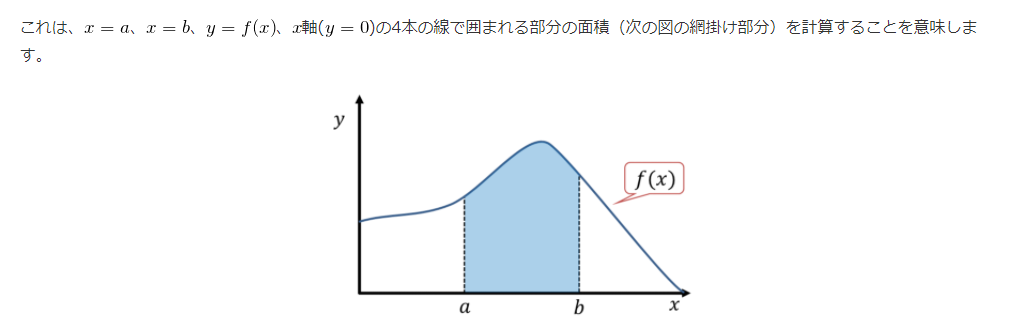 これは、x = a、x = b、y = f(x)、x軸(y = 0)の4本の線で囲まれる部分の面積（次の図の網掛け部分）を計算することを意味しま
す。
y
f(x)
a
b
x